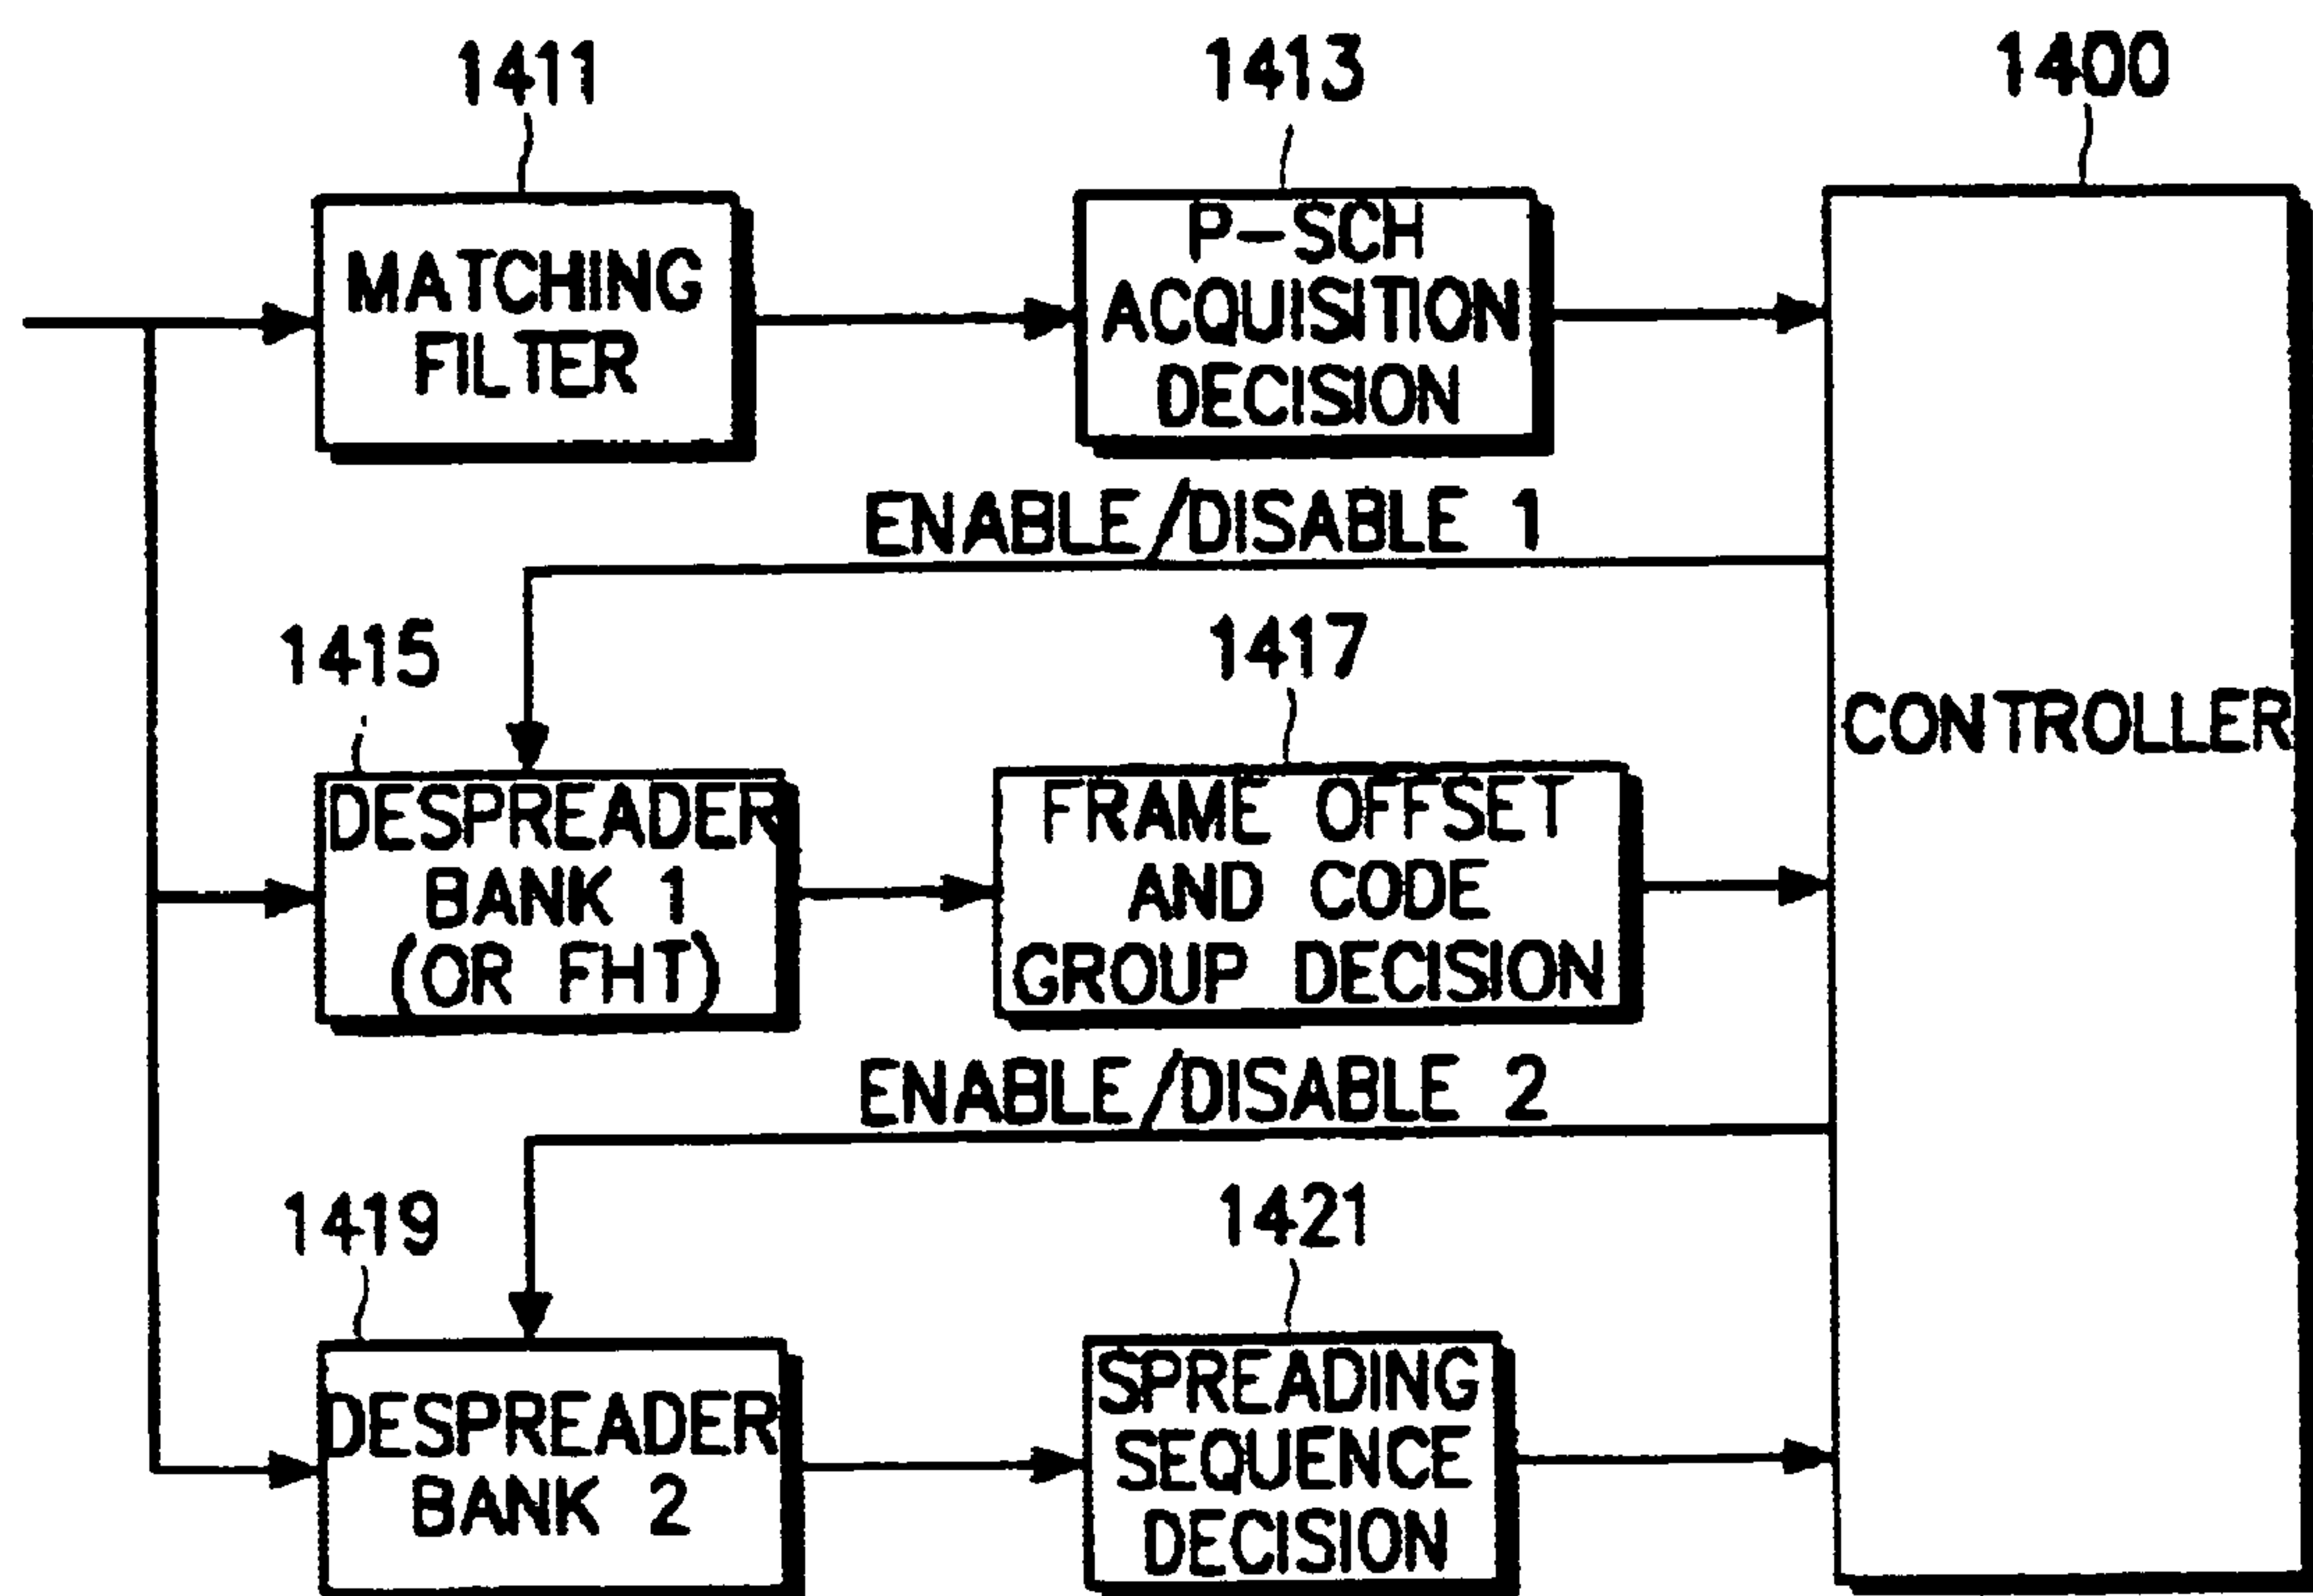 1411
1413
1400
MATCHING
FILTER
P-SCH
ACQUISITION
DECISION
ENABLE/DISABLE 1
1415
1417
CONTROLLER
DESPREADER
BANK 1
(OR FHT)
FRAME OFFSET
AND CODE
GROUP DECISION
ENABLE/DISABLE 2
1419
1421
DESPREADER
BANK 2
SPREADING
SEQUENCE
DECISION